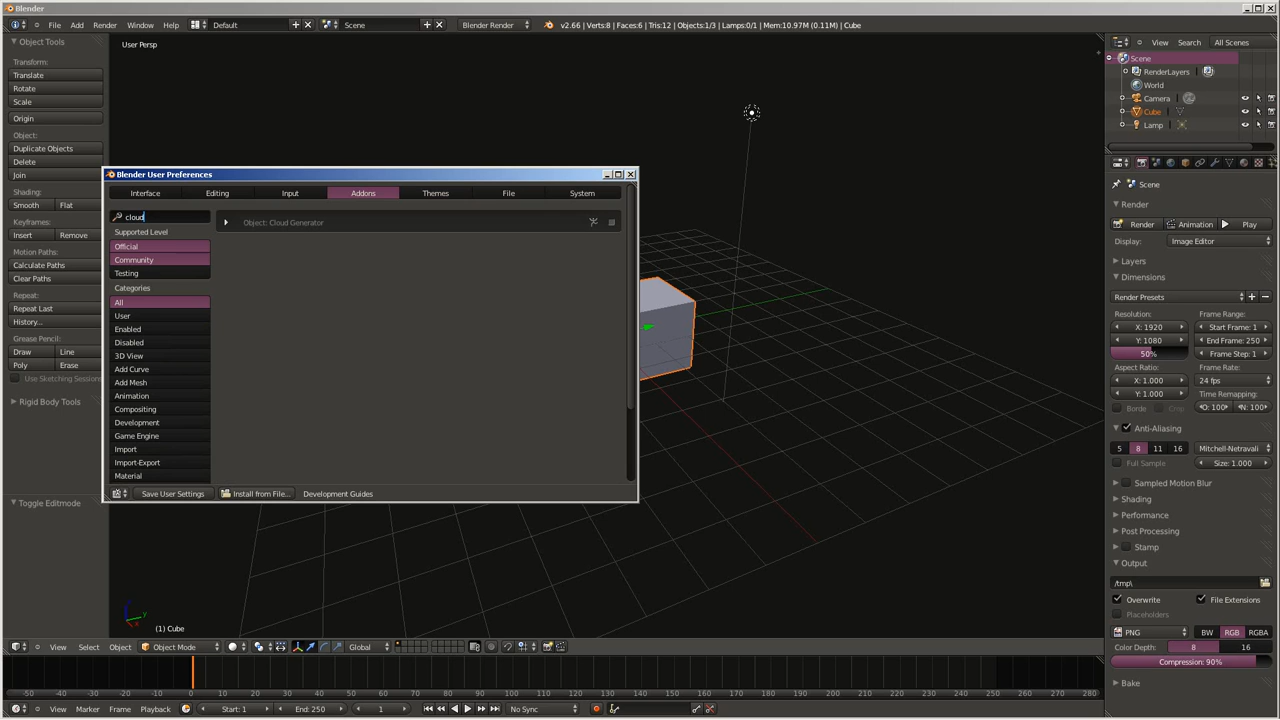 Blender
File Add Render Window Help Default Scene Blender Render v2.66 | Verts:8 | Faces:6 | Tris:12 | Objects:1/3 | Lamps:0/1 | Mem:10.97M (0.11M) | Cube
Object Tools
Transform:
Translate
Rotate
Scale
Origin
Object:
Duplicate Objects
Delete
Join
Shading:
Smooth Flat
Keyframes:
Insert Remove
Motion Paths:
Calculate Paths
Clear Paths
Repeat:
Repeat Last
History...
Grease Pencil:
Draw Line
Poly Erase
Use Sketching Sessions
Rigid Body Tools
Toggle Editmode
User Persp
Blender User Preferences
Interface Editing Input Addons Themes File System
cloud
Object: Cloud Generator
Supported Level
Official
Community
Testing
Categories
All
User
Enabled
Disabled
3D View
Add Curve
Add Mesh
Animation
Compositing
Development
Game Engine
Import
Import-Export
Material
Save User Settings Install from File... Development Guides
(1) Cube
View Select Object Object Mode Global
-50 -40 -30 -20 -10 0 10 20 30 40 50 60 70 80 90 100 110 120 130 140 150 160 170 180 190 200 210 220 230 240 250 260 270 280
View Marker Frame Playback Start: 1 End: 250 1 No Sync
View Search All Scenes
Scene
RenderLayers
World
Camera
Cube
Lamp
Scene
Render
Render Animation Play
Display: Image Editor
Layers
Dimensions
Render Presets
Resolution: Frame Range:
X: 1920 Start Frame: 1
Y: 1080 End Frame: 250
50% Frame Step: 1
Aspect Ratio: Frame Rate:
X: 1.000 24 fps
Y: 1.000 Time Remapping:
Borde Crop O: 100 N: 100
Anti-Aliasing
5 8 11 16 Mitchell-Netravali
Full Sample Size: 1.000
Sampled Motion Blur
Shading
Performance
Post Processing
Stamp
Output
/tmp\
Overwrite File Extensions
Placeholders
PNG BW RGB RGBA
Color Depth: 8 16
Compression: 90%
Bake